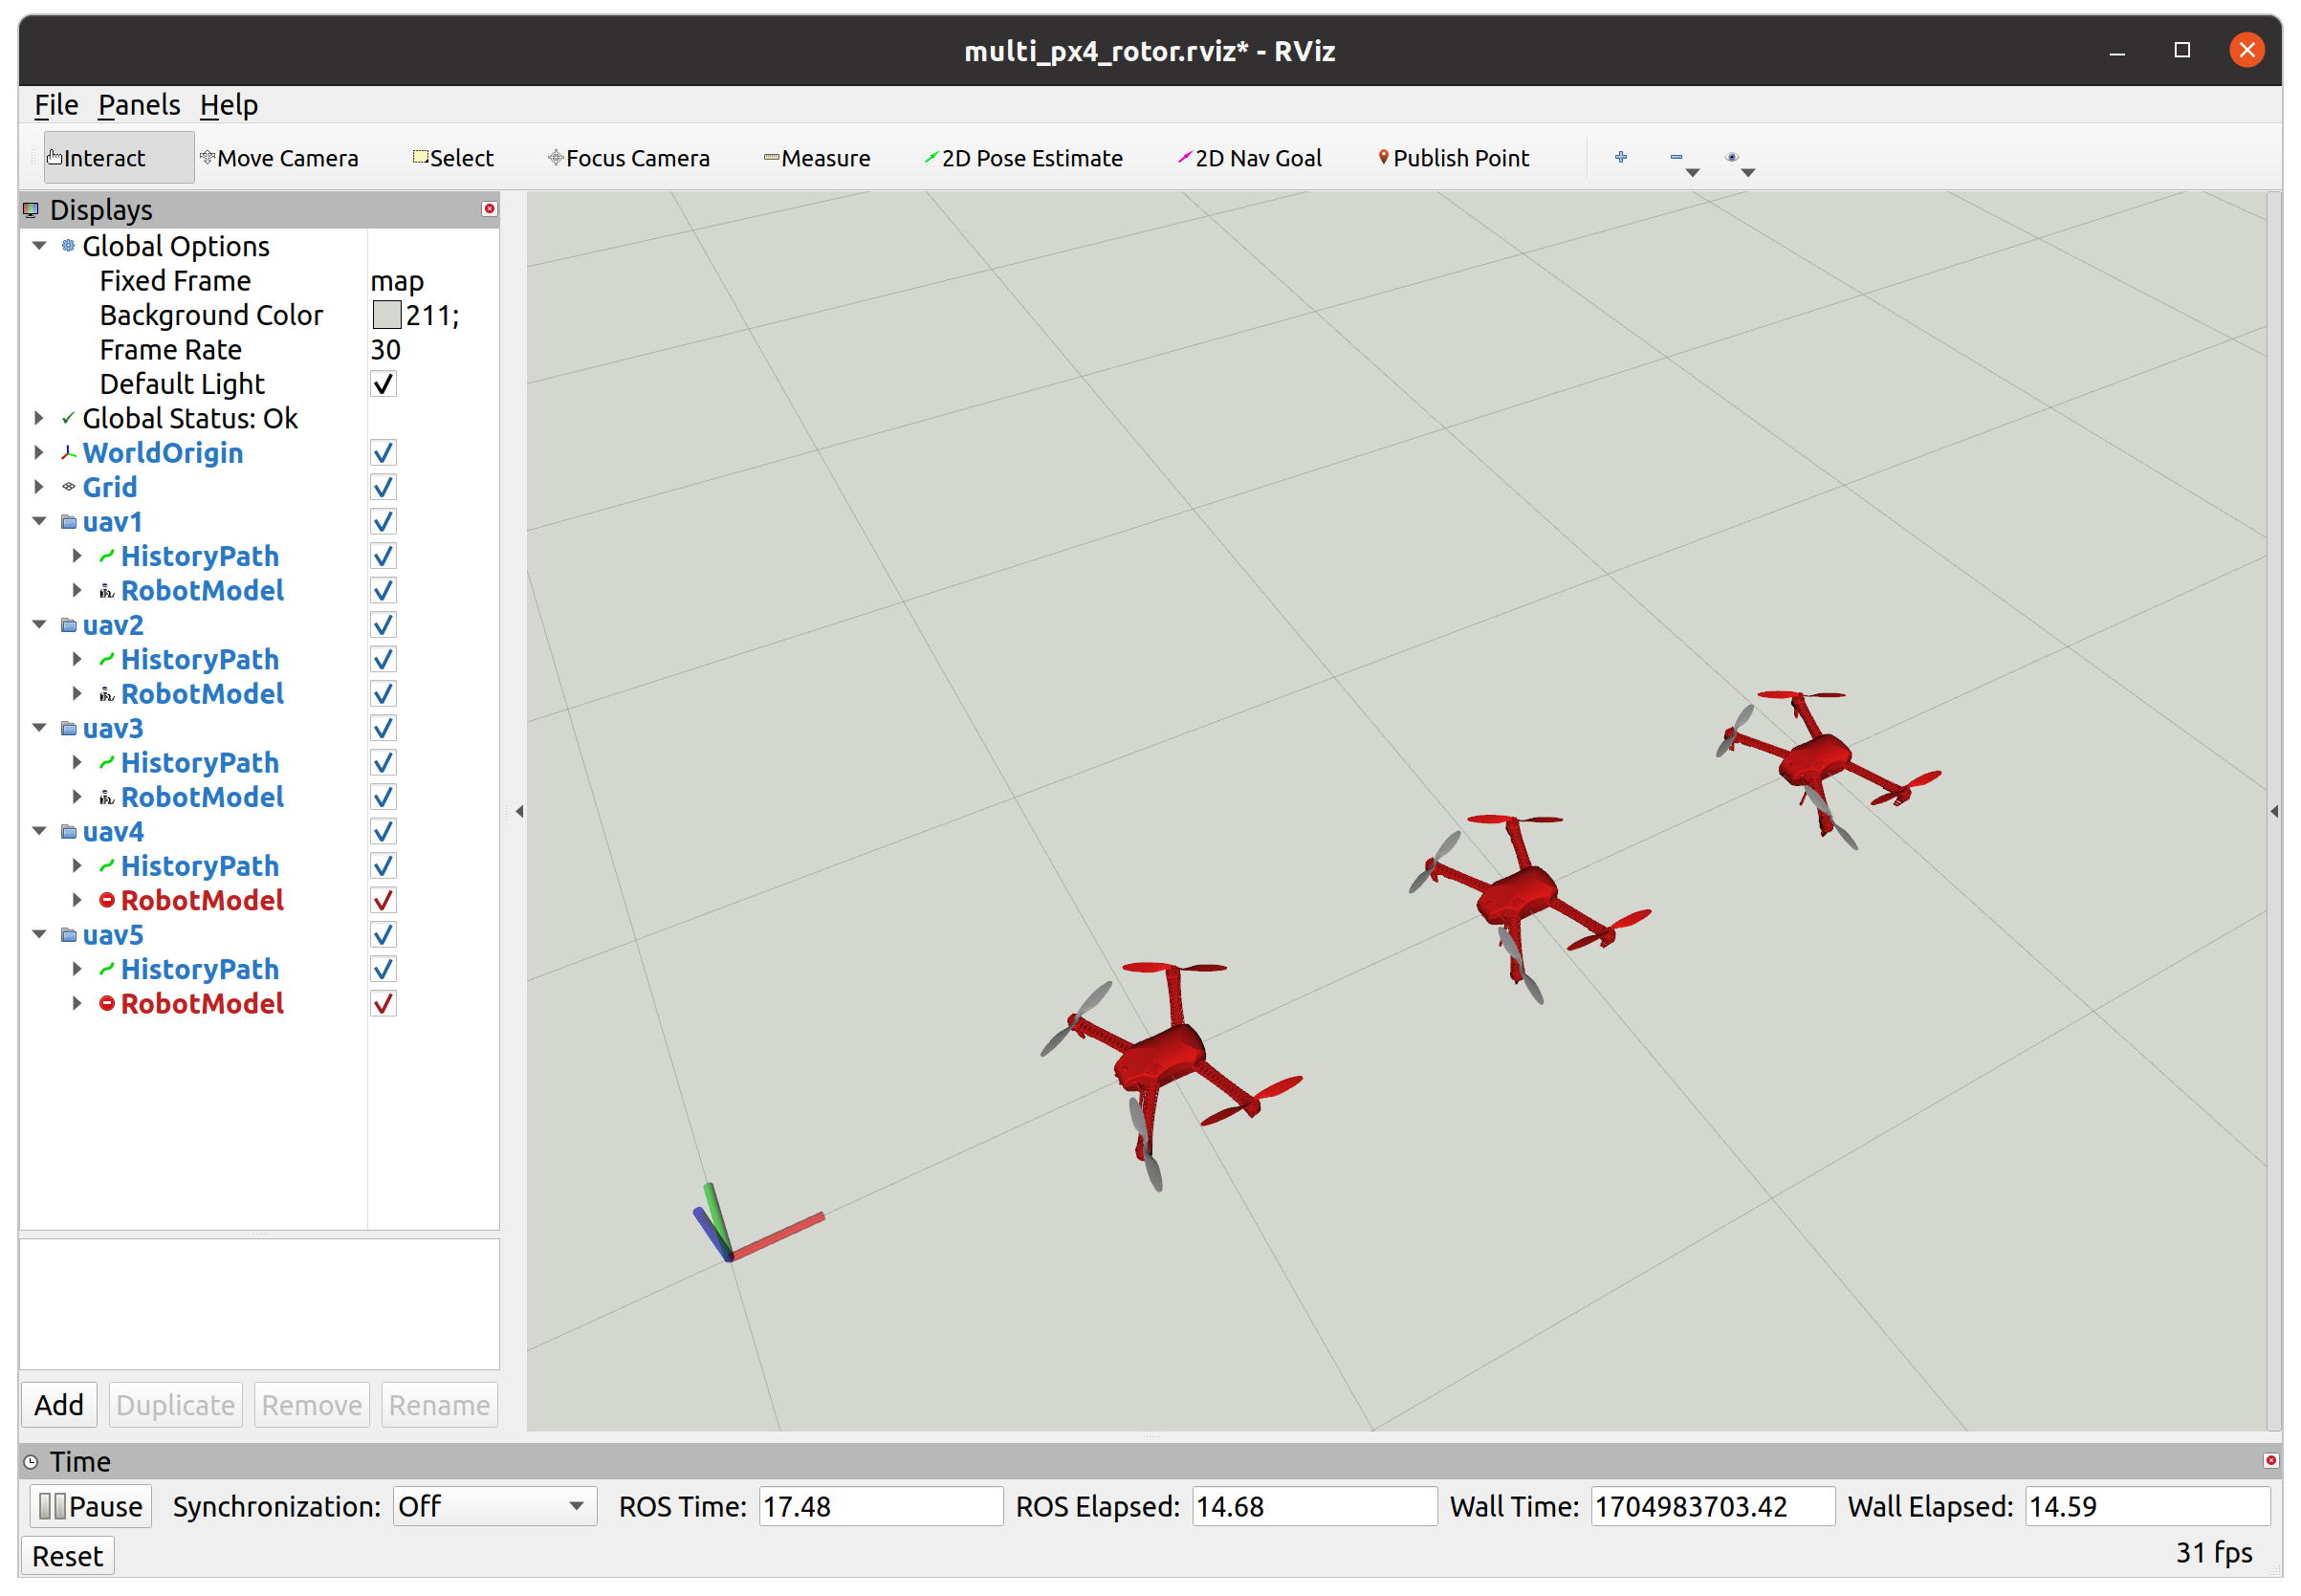 multi_px4_rotor.rviz* - RViz
File Panels Help
Interact Move Camera Select Focus Camera Measure 2D Pose Estimate 2D Nav Goal Publish Point
Displays
Global Options
Fixed Frame map
Background Color 211;
Frame Rate 30
Default Light
Global Status: Ok
WorldOrigin
Grid
uav1
HistoryPath
RobotModel
uav2
HistoryPath
RobotModel
uav3
HistoryPath
RobotModel
uav4
HistoryPath
RobotModel
uav5
HistoryPath
RobotModel
Add Duplicate Remove Rename
Time
Pause Synchronization: Off ROS Time: 17.48 ROS Elapsed: 14.68 Wall Time: 1704983703.42 Wall Elapsed: 14.59
Reset 31 fps